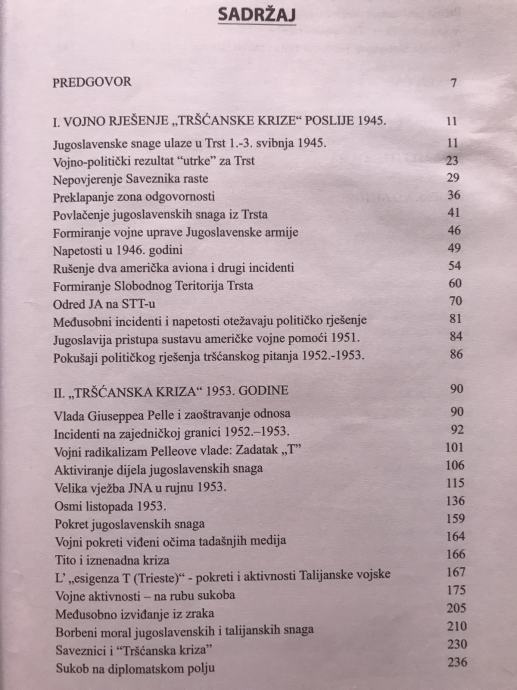 SADRŽAJ
PREDGOVOR 7
I. VOJNO RJEŠENJE „TRŠĆANSKE KRIZE” POSLIJE 1945. 11
Jugoslavenske snage ulaze u Trst 1.-3. svibnja 1945. 11
Vojno-politički rezultat “utrke” za Trst 23
Nepovjerenje Saveznika raste 29
Preklapanje zona odgovornosti 36
Povlačenje jugoslavenskih snaga iz Trsta 41
Formiranje vojne uprave Jugoslavenske armije 46
Napetosti u 1946. godini 49
Rušenje dva američka aviona i drugi incidenti 54
Formiranje Slobodnog Teritorija Trsta 60
Odred JA na STT-u 70
Međusobni incidenti i napetosti otežavaju političko rješenje 81
Jugoslavija pristupa sustavu američke vojne pomoći 1951. 84
Pokušaji političkog rješenja tršćanskog pitanja 1952.-1953. 86
II. „TRŠĆANSKA KRIZA“ 1953. GODINE 90
Vlada Giuseppea Pelle i zaoštravanje odnosa 90
Incidenti na zajedničkoj granici 1952.–1953. 92
Vojni radikalizam Pelleove vlade: Zadatak „T” 101
Aktiviranje dijela jugoslavenskih snaga 106
Velika vježba JNA u rujnu 1953. 115
Osmi listopada 1953. 136
Pokret jugoslavenskih snaga 159
Vojni pokreti viđeni očima tadašnjih medija 164
Tito i iznenadna kriza 166
L’ „esigenza T (Trieste)“ - pokreti i aktivnosti Talijanske vojske 167
Vojne aktivnosti – na rubu sukoba 175
Međusobno izviđanje iz zraka 205
Borbeni moral jugoslavenskih i talijanskih snaga 210
Saveznici i “Tršćanska kriza” 230
Sukob na diplomatskom polju 236